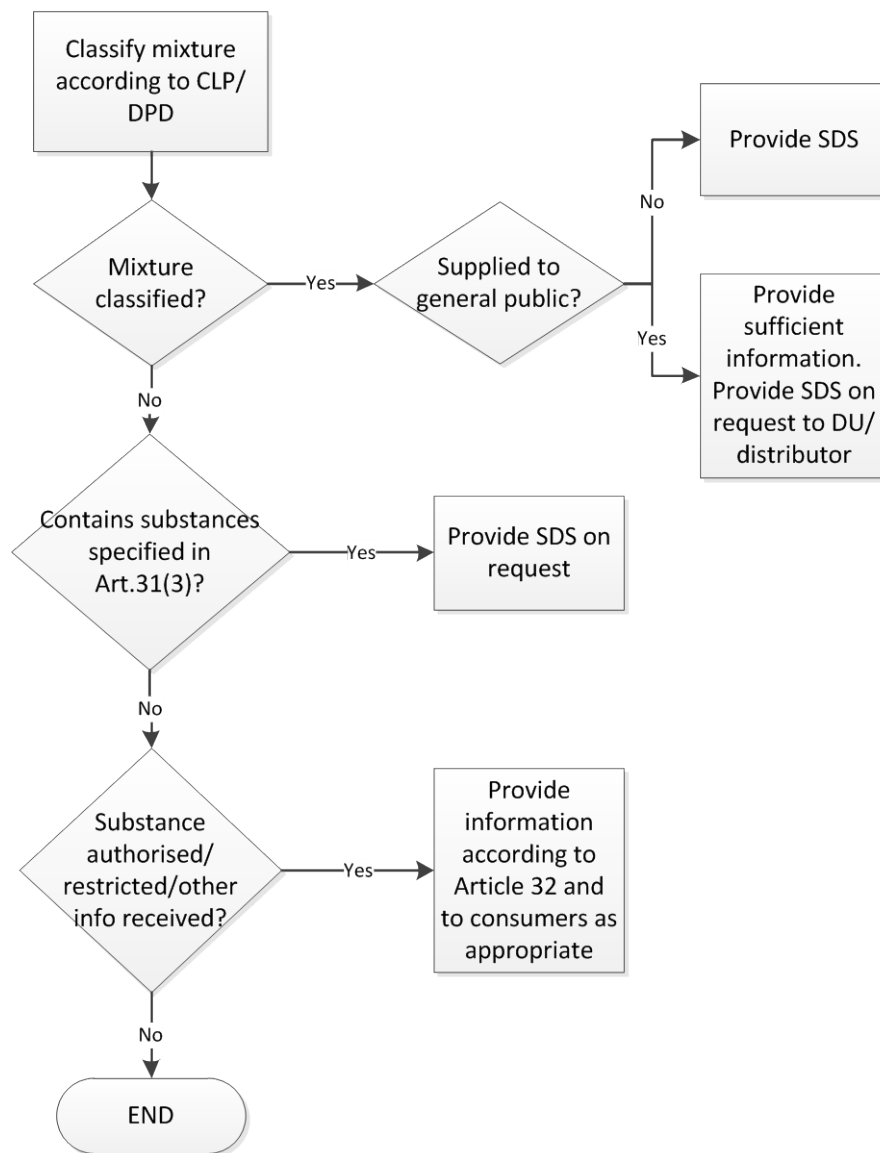 Classify mixture
according to CLP/
DPD
Provide SDS
No
Mixture
classified?
Yes
Supplied to
general public?
Yes
Provide
sufficient
information.
Provide SDS on
request to DU/
distributor
No
Contains substances
specified in
Art.31(3)?
Yes
Provide SDS on
request
No
Substance
authorised/
restricted/other
info received?
Yes
Provide
information
according to
Article 32 and
to consumers as
appropriate
No
END